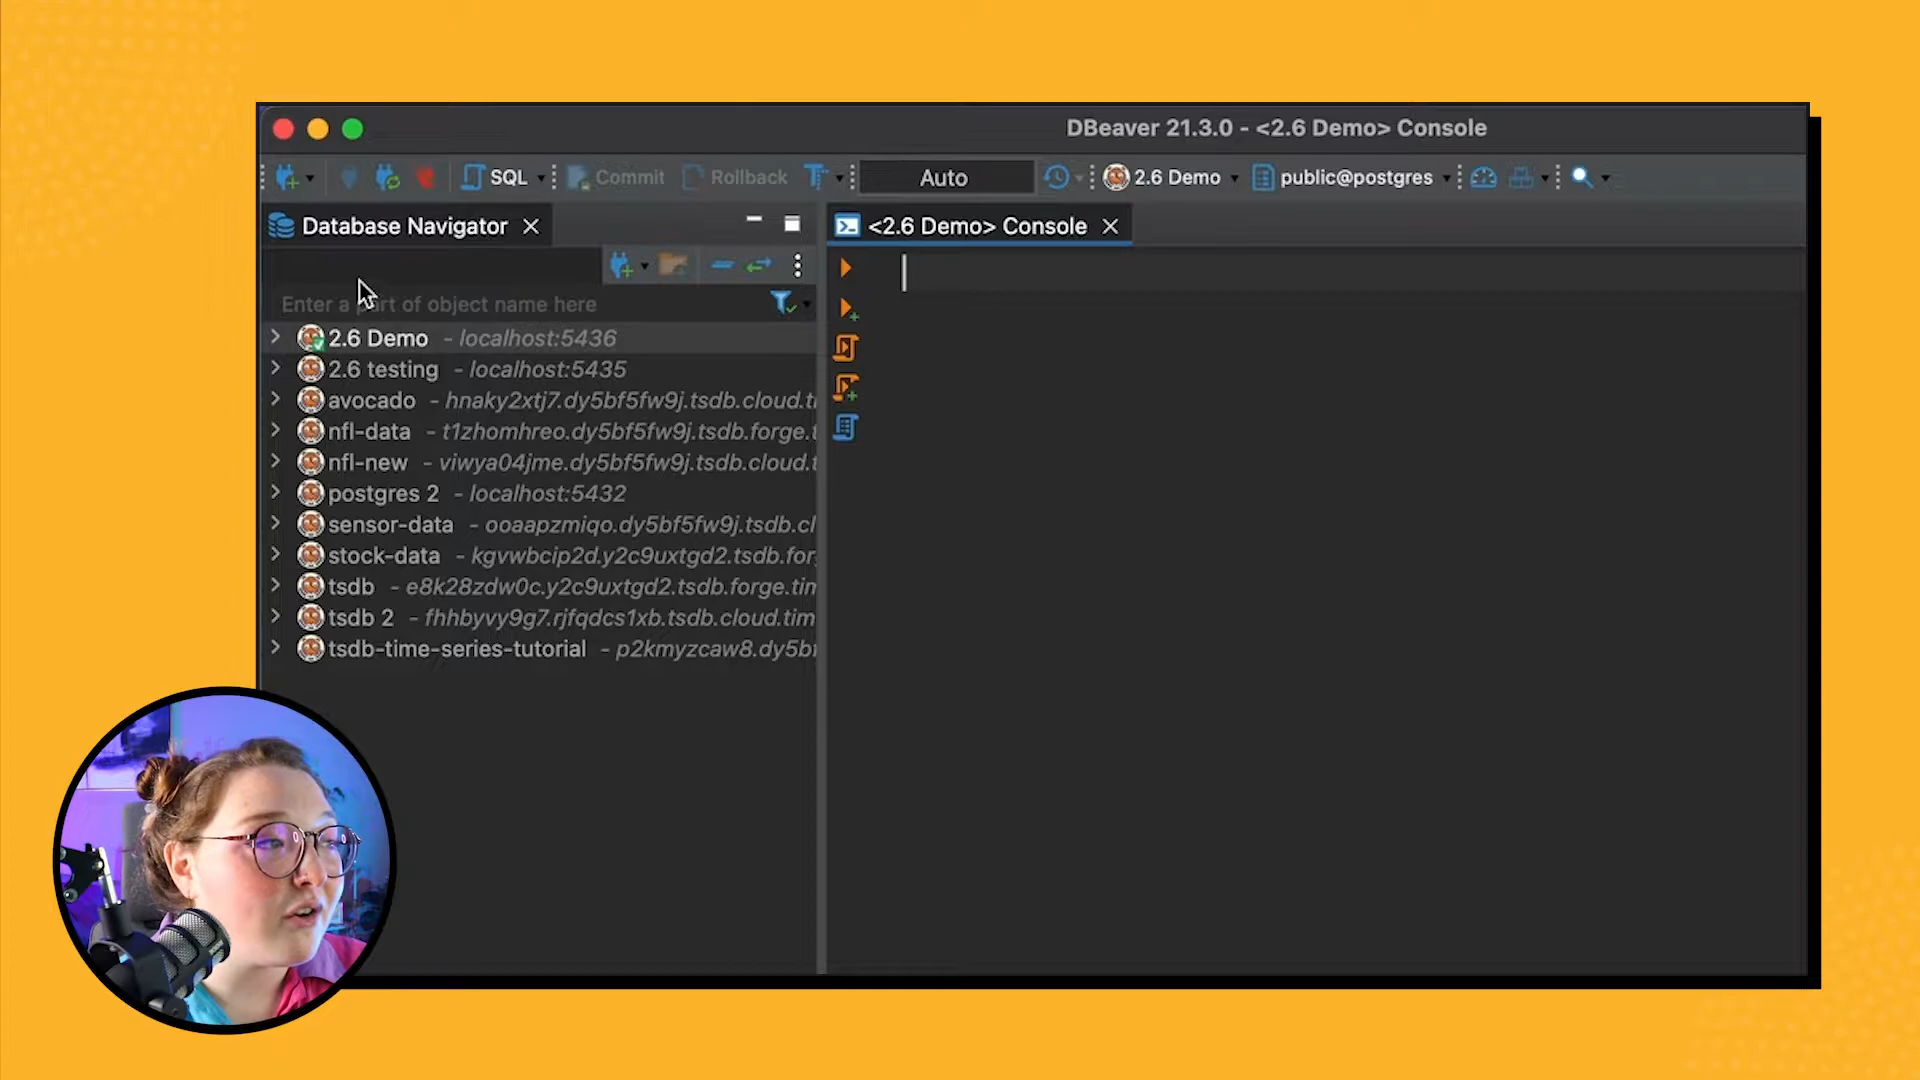 DBeaver 21.3.0 - <2.6 Demo> Console
SQL Commit Rollback Auto 2.6 Demo public@postgres
Database Navigator
<2.6 Demo> Console
Enter a part of object name here
2.6 Demo - localhost:5436
2.6 testing - localhost:5435
avocado - hnaky2xtj7.dy5bf5fw9j.tsdb.cloud.ti
nfl-data - t1zhomhreo.dy5bf5fw9j.tsdb.forge.t
nfl-new - viwya04jme.dy5bf5fw9j.tsdb.cloud.t
postgres 2 - localhost:5432
sensor-data - ooaapzmiqo.dy5bf5fw9j.tsdb.cl
stock-data - kgvwbcip2d.y2c9uxtgd2.tsdb.for
tsdb - e8k28zdw0c.y2c9uxtgd2.tsdb.forge.tim
tsdb 2 - fhhbyvy9g7.rjfqdcs1xb.tsdb.cloud.tim
tsdb-time-series-tutorial - p2kmyzcaw8.dy5bf